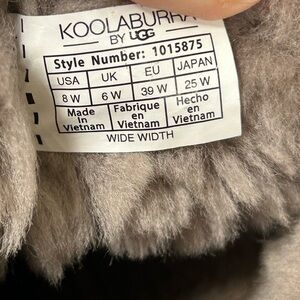 KOOLABURRA
BY UGG
Style Number: 1015875
USA UK EU JAPAN
8 W 6 W 39 W 25 W
Made in Vietnam Fabriqué en Vietnam Hecho en Vietnam
WIDE WIDTH